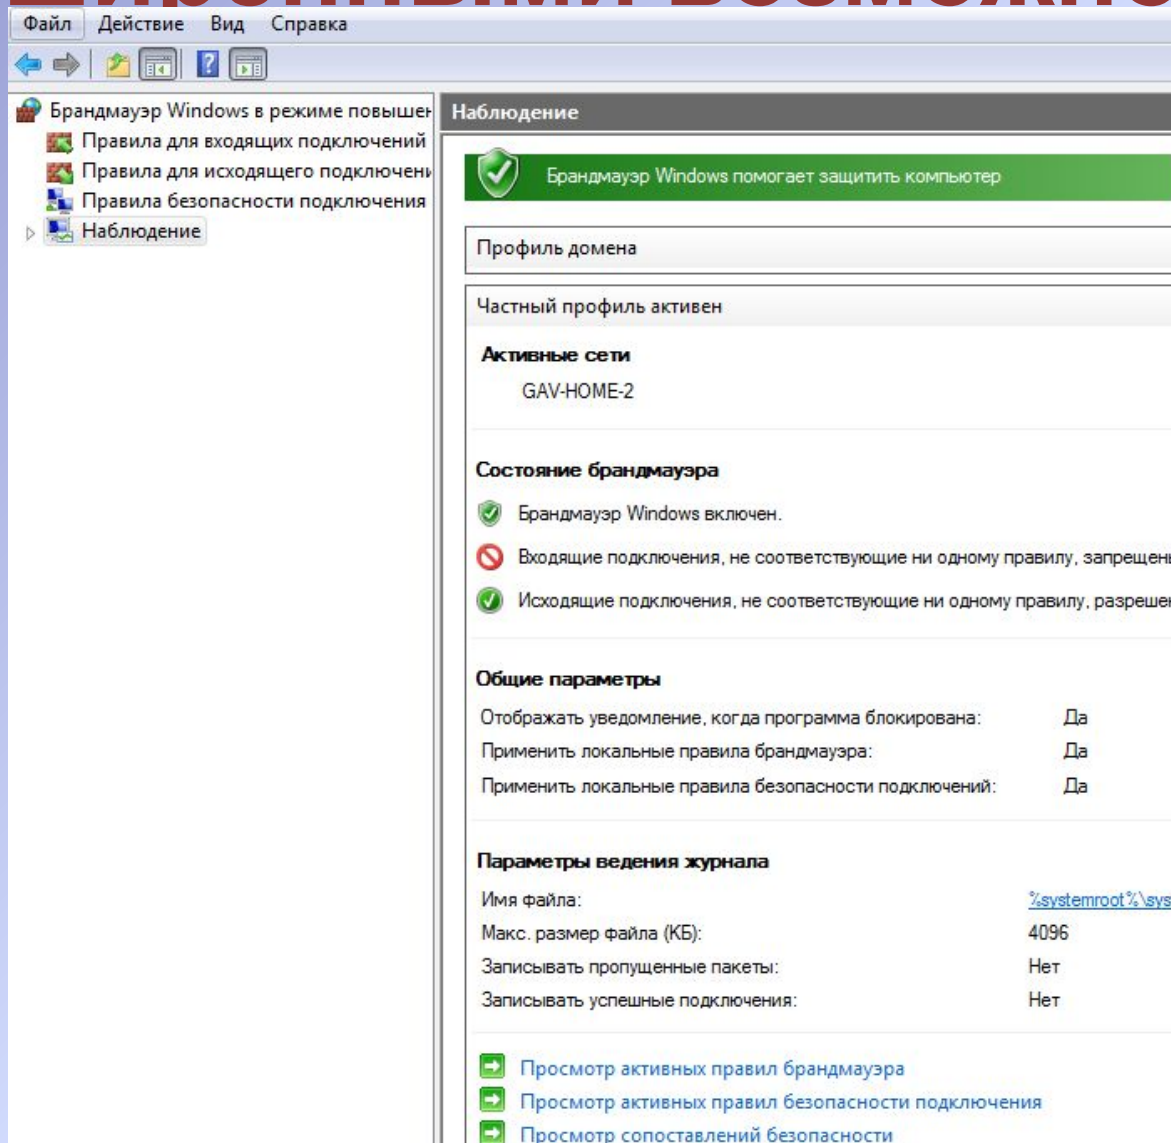 Файл Действие Вид Справка
Брандмауэр Windows в режиме
Правила для входящих подключений
Правила для исходящего
Правила безопасности подключения
Наблюдение
Наблюдение
Брандмауэр Windows помогает защитить компьютер
Профиль домена
Частный профиль активен
Активные сети
GAV-HOME-2
Состояние брандмауэра
Брандмауэр Windows включен.
Входящие подключения, не соответствующие ни одному правилу,
Исходящие подключения, не соответствующие ни одному правилу,
Общие параметры
Отображать уведомление, когда программа блокирована: Да
Применить локальные правила брандмауэра: Да
Применить локальные правила безопасности подключений: Да
Параметры ведения журнала
Имя файла: %systemroot%\sys
Макс. размер файла (КБ): 4096
Записывать пропущенные пакеты: Нет
Записывать успешные подключения: Нет
Просмотр активных правил брандмауэра
Просмотр активных правил безопасности подключения
Просмотр сопоставлений безопасности